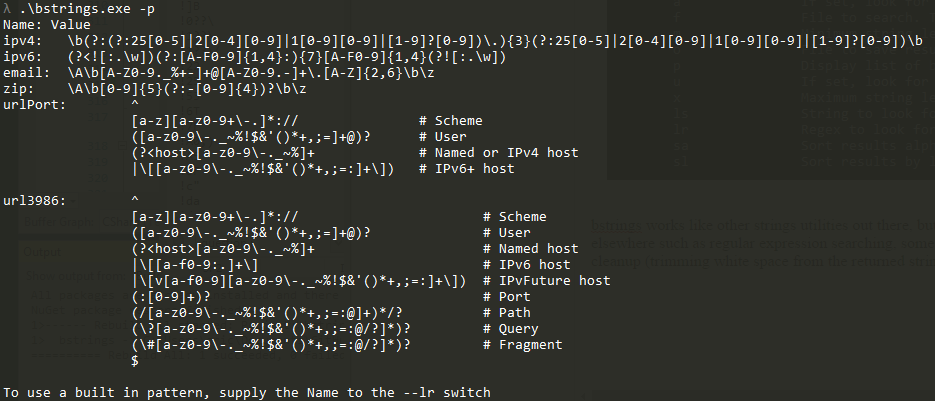 λ .\bstrings.exe -p
Name: Value
ipv4:   \b(?:(?:25[0-5]|2[0-4][0-9]|1[0-9][0-9]|[1-9]?[0-9])\.){3}(?:25[0-5]|2[0-4][0-9]|1[0-9][0-9]|[1-9]?[0-9])\b
ipv6:   (?<![:.\w])(?:[A-F0-9]{1,4}:){7}[A-F0-9]{1,4}(?![:.\w])
email:  \A\b[A-Z0-9._%+-]+@[A-Z0-9.-]+\.[A-Z]{2,6}\b\z
zip:    \A\b[0-9]{5}(?:-[0-9]{4})?\b\z
urlPort:        ^
                [a-z][a-z0-9+\-.]*://               # Scheme
                ([a-z0-9\-._~%!$&'()*+,;=]+@)?      # User
                (?<host>[a-z0-9\-._~%]+             # Named or IPv4 host
                |\[[a-z0-9\-._~%!$&'()*+,;=:]+\])   # IPv6+ host

url3986:        ^
                [a-z][a-z0-9+\-.]*://                       # Scheme
                ([a-z0-9\-._~%!$&'()*+,;=]+@)?              # User
                (?<host>[a-z0-9\-._~%]+                     # Named host
                |\[[a-f0-9:.]+\]                            # IPv6 host
                |\[v[a-f0-9][a-z0-9\-._~%!$&'()*+,;=:]+\])  # IPvFuture host
                (:[0-9]+)?                                  # Port
                (/[a-z0-9\-._~%!$&'()*+,;=:@]+)*/?          # Path
                (\?[a-z0-9\-._~%!$&'()*+,;=:@/?]*)?         # Query
                (\#[a-z0-9\-._~%!$&'()*+,;=:@/?]*)?         # Fragment
                $

To use a built in pattern, supply the Name to the --lr switch